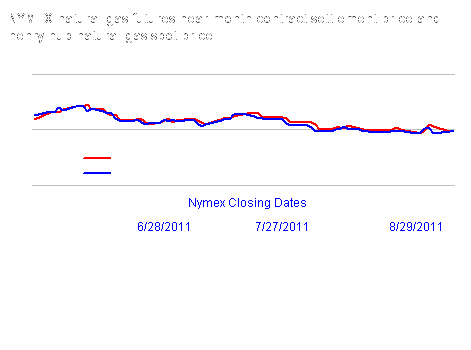 NYMEX natural gas futures near-month contract settlement price and
henry hub natural gas spot price
Nymex Closing Dates
6/28/2011 7/27/2011 8/29/2011